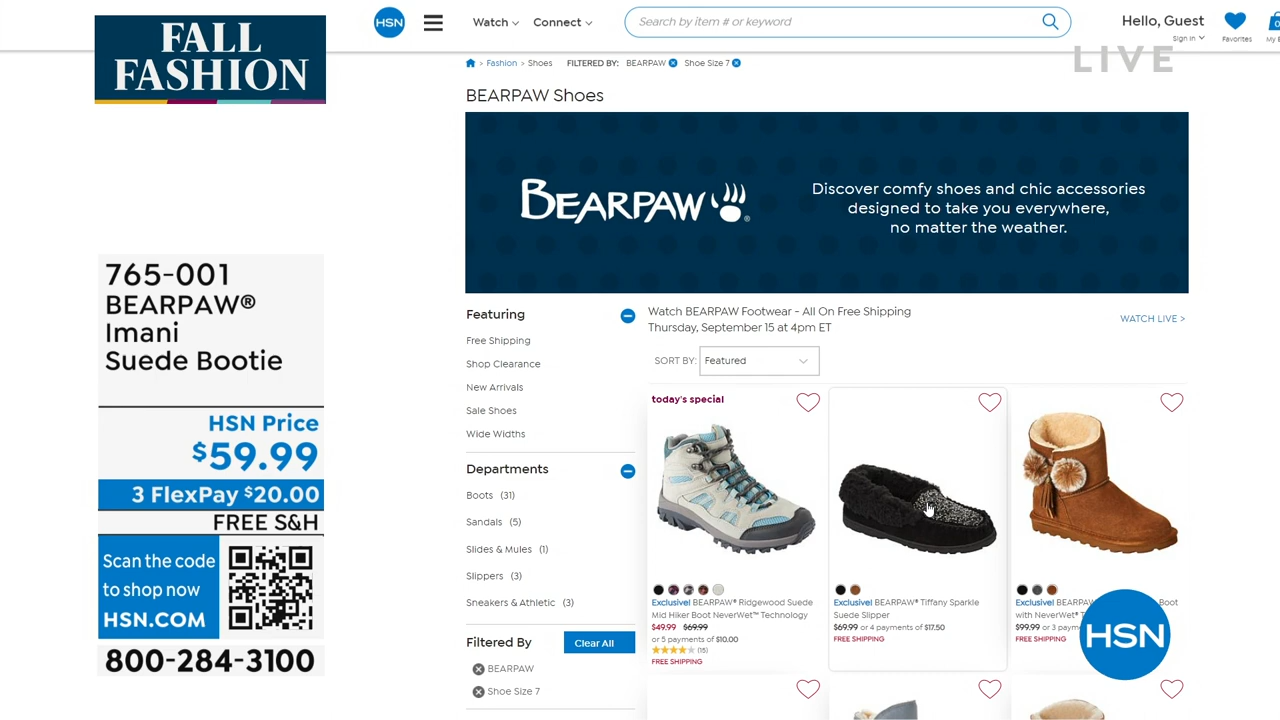 FALL
FASHION
HSN
Watch
Connect
Search by item # or keyword
Hello, Guest
Sign In
Favorites
0
LIVE
> Fashion > Shoes FILTERED BY: BEARPAW Shoe Size 7
BEARPAW Shoes
BEARPAW®
Discover comfy shoes and chic accessories
designed to take you everywhere,
no matter the weather.
765-001
BEARPAW®
Imani
Suede Bootie
HSN Price
$59.99
3 FlexPay $20.00
FREE S&H
Scan the code
to shop now
HSN.COM
800-284-3100
Featuring
Free Shipping
Shop Clearance
New Arrivals
Sale Shoes
Wide Widths
Departments
Boots (31)
Sandals (5)
Slides & Mules (1)
Slippers (3)
Sneakers & Athletic (3)
Filtered By
Clear All
BEARPAW
Shoe Size 7
Watch BEARPAW Footwear - All On Free Shipping
Thursday, September 15 at 4pm ET
WATCH LIVE >
SORT BY: Featured
today's special
Exclusive! BEARPAW® Ridgewood Suede
Mid Hiker Boot NeverWet™ Technology
$49.99 $69.99
or 5 payments of $10.00
(15)
FREE SHIPPING
Exclusive! BEARPAW® Tiffany Sparkle
Suede Slipper
$69.99 or 4 payments of $17.50
FREE SHIPPING
Exclusive! BEARPAW Boot
with NeverWet®
$99.99 or 3
FREE SHIPPING
HSN